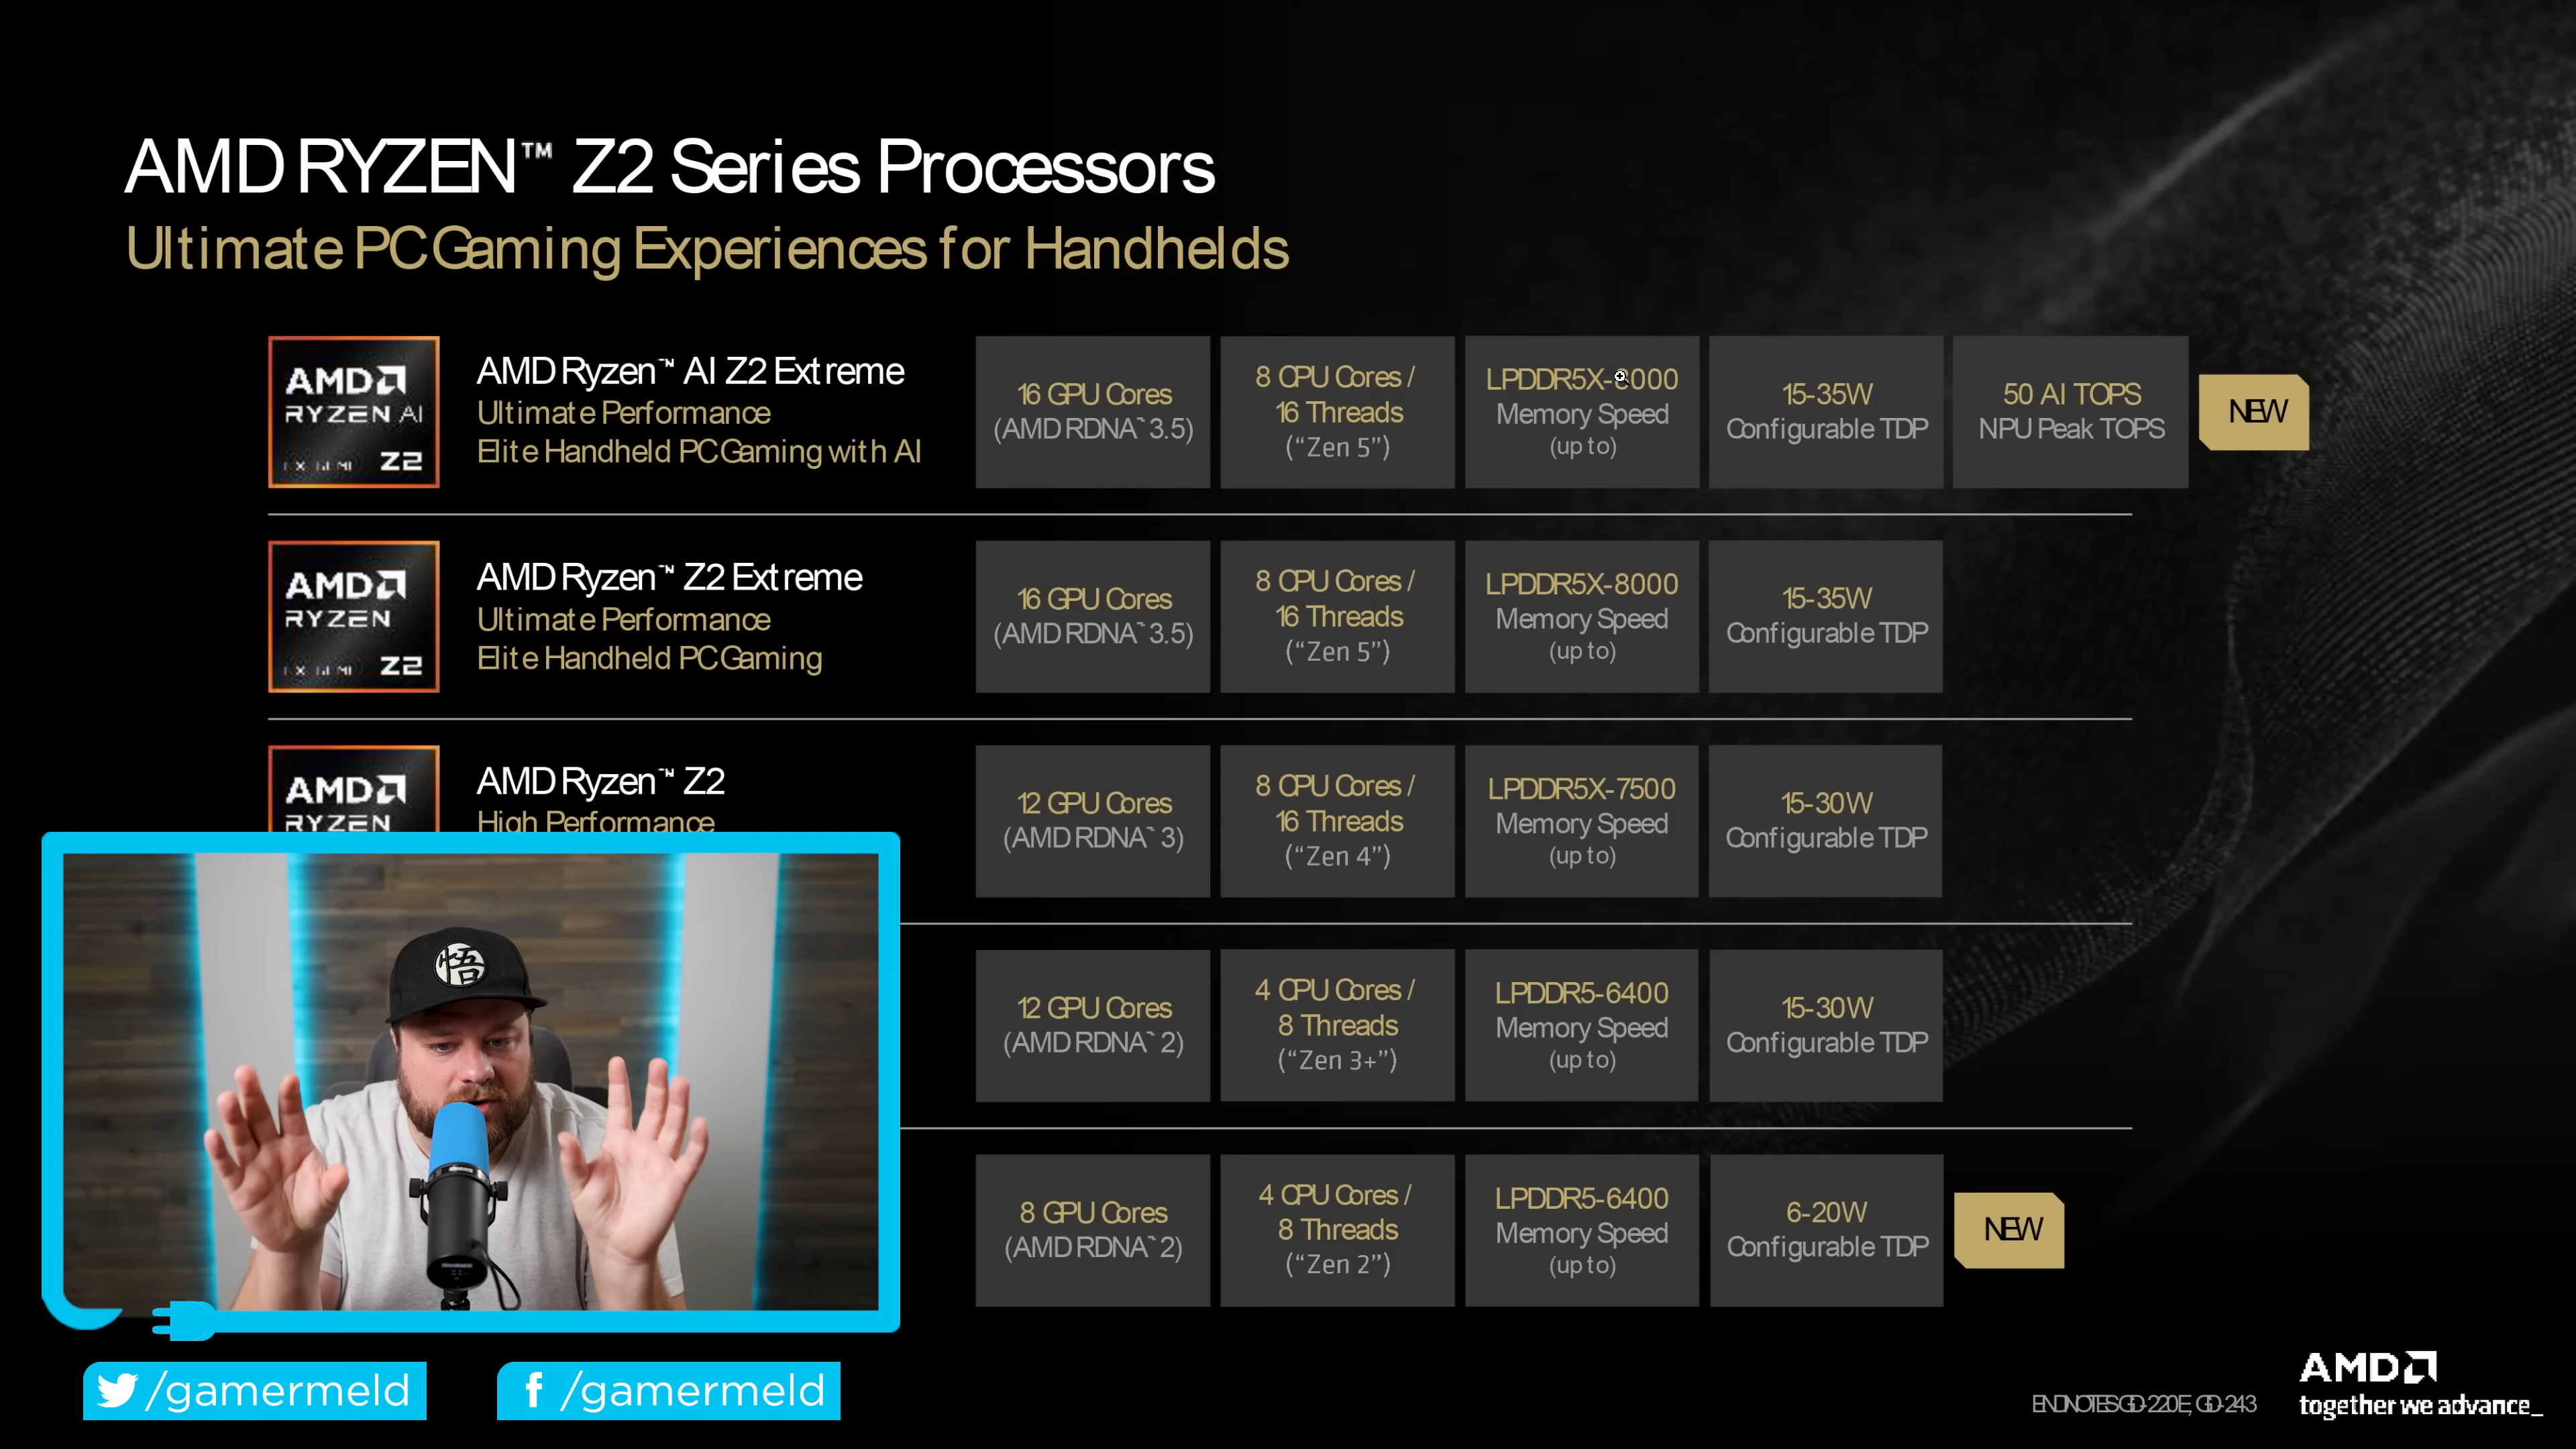 AMD RYZEN™ Z2 Series Processors
Ultimate PC Gaming Experiences for Handhelds
AMD
RYZEN AI
Z2
AMD Ryzen™ AI Z2 Extreme
Ultimate Performance
Elite Handheld PC Gaming with AI
16 GPU Cores
(AMD RDNA™ 3.5)
8 CPU Cores /
16 Threads
("Zen 5")
LPDDR5X-8000
Memory Speed
(up to)
15-35W
Configurable TDP
50 AI TOPS
NPU Peak TOPS
NEW
AMD
RYZEN
Z2
AMD Ryzen™ Z2 Extreme
Ultimate Performance
Elite Handheld PC Gaming
16 GPU Cores
(AMD RDNA™ 3.5)
8 CPU Cores /
16 Threads
("Zen 5")
LPDDR5X-8000
Memory Speed
(up to)
15-35W
Configurable TDP
AMD
RYZEN
AMD Ryzen™ Z2
High Performance
12 GPU Cores
(AMD RDNA™ 3)
8 CPU Cores /
16 Threads
("Zen 4")
LPDDR5X-7500
Memory Speed
(up to)
15-30W
Configurable TDP
12 GPU Cores
(AMD RDNA™ 2)
4 CPU Cores /
8 Threads
("Zen 3+")
LPDDR5-6400
Memory Speed
(up to)
15-30W
Configurable TDP
8 GPU Cores
(AMD RDNA™ 2)
4 CPU Cores /
8 Threads
("Zen 2")
LPDDR5-6400
Memory Speed
(up to)
6-20W
Configurable TDP
NEW
悟
/gamermeld
/gamermeld
ENDNOTES GD-220E, GD-243
AMD
together we advance_